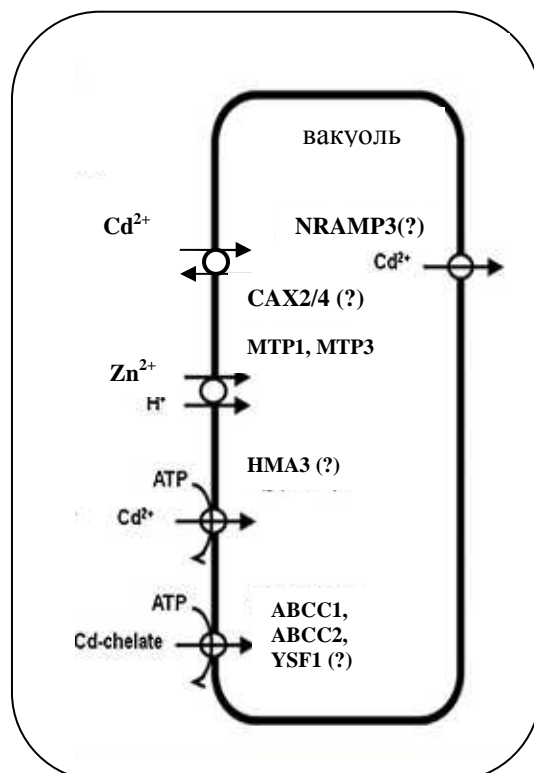 вакуоль
Cd²⁺
NRAMP3(?)
Cd²⁺
CAX2/4 (?)
MTP1, MTP3
Zn²⁺
H⁺
HMA3 (?)
ATP
Cd²⁺
ATP
Cd-chelate
ABCC1,
ABCC2,
YSF1 (?)